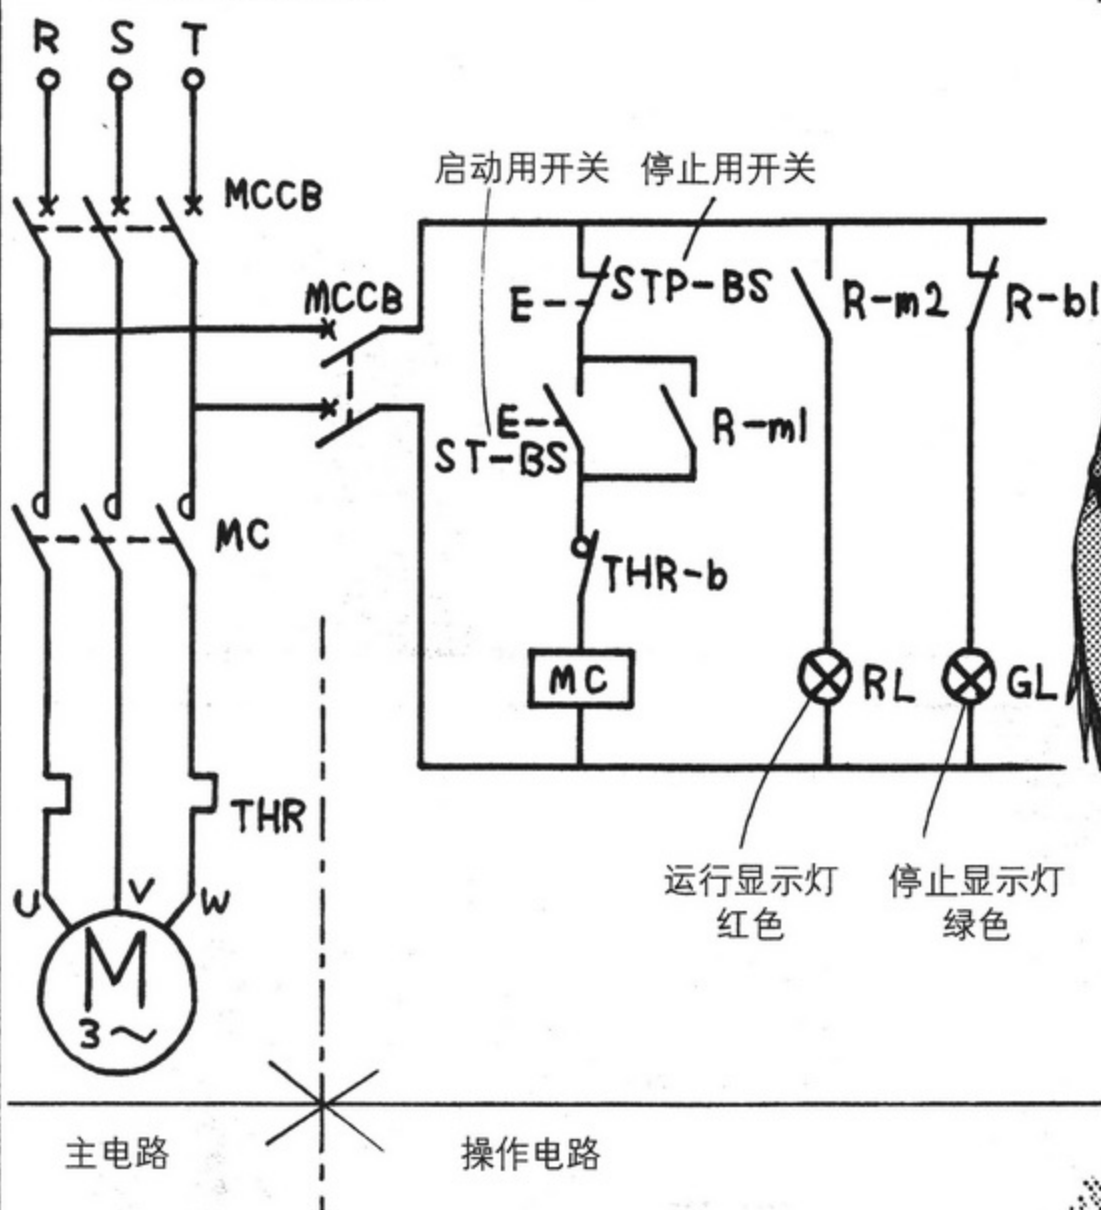 R S T
MCCB
启动用开关 停止用开关
MCCB
E STP-BS
R-m2
R-b1
E
ST-BS
R-m1
MC
THR-b
MC
RL
GL
THR
U V W
M
3~
运行显示灯
红色
停止显示灯
绿色
主电路
操作电路